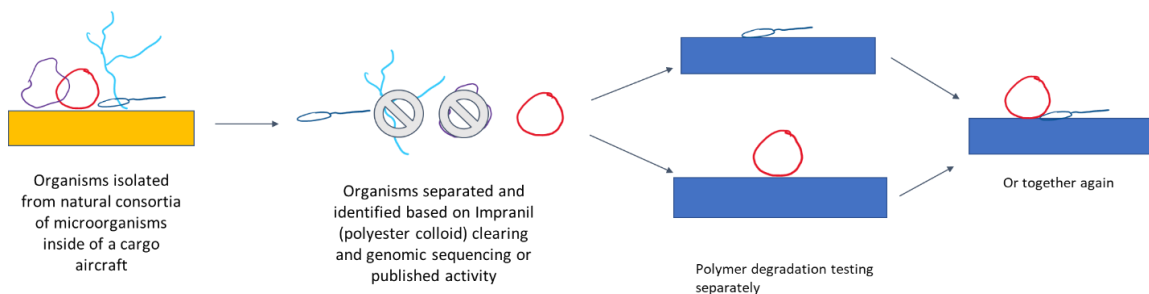 Organisms isolated
from natural consortia
of microorganisms
inside of a cargo
aircraft
Organisms separated and
identified based on Impranil
(polyester colloid) clearing
and genomic sequencing or
published activity
Polymer degradation testing
separately
Or together again